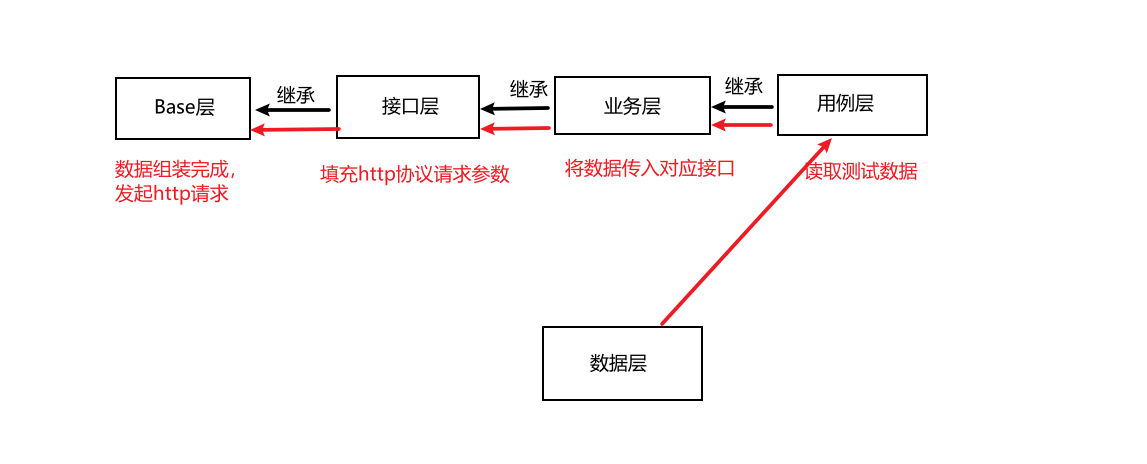 Base层
继承
接口层
继承
业务层
继承
用例层
数据组装完成,
发起http请求
填充http协议请求参数
将数据传入对应接口
读取测试数据
数据层